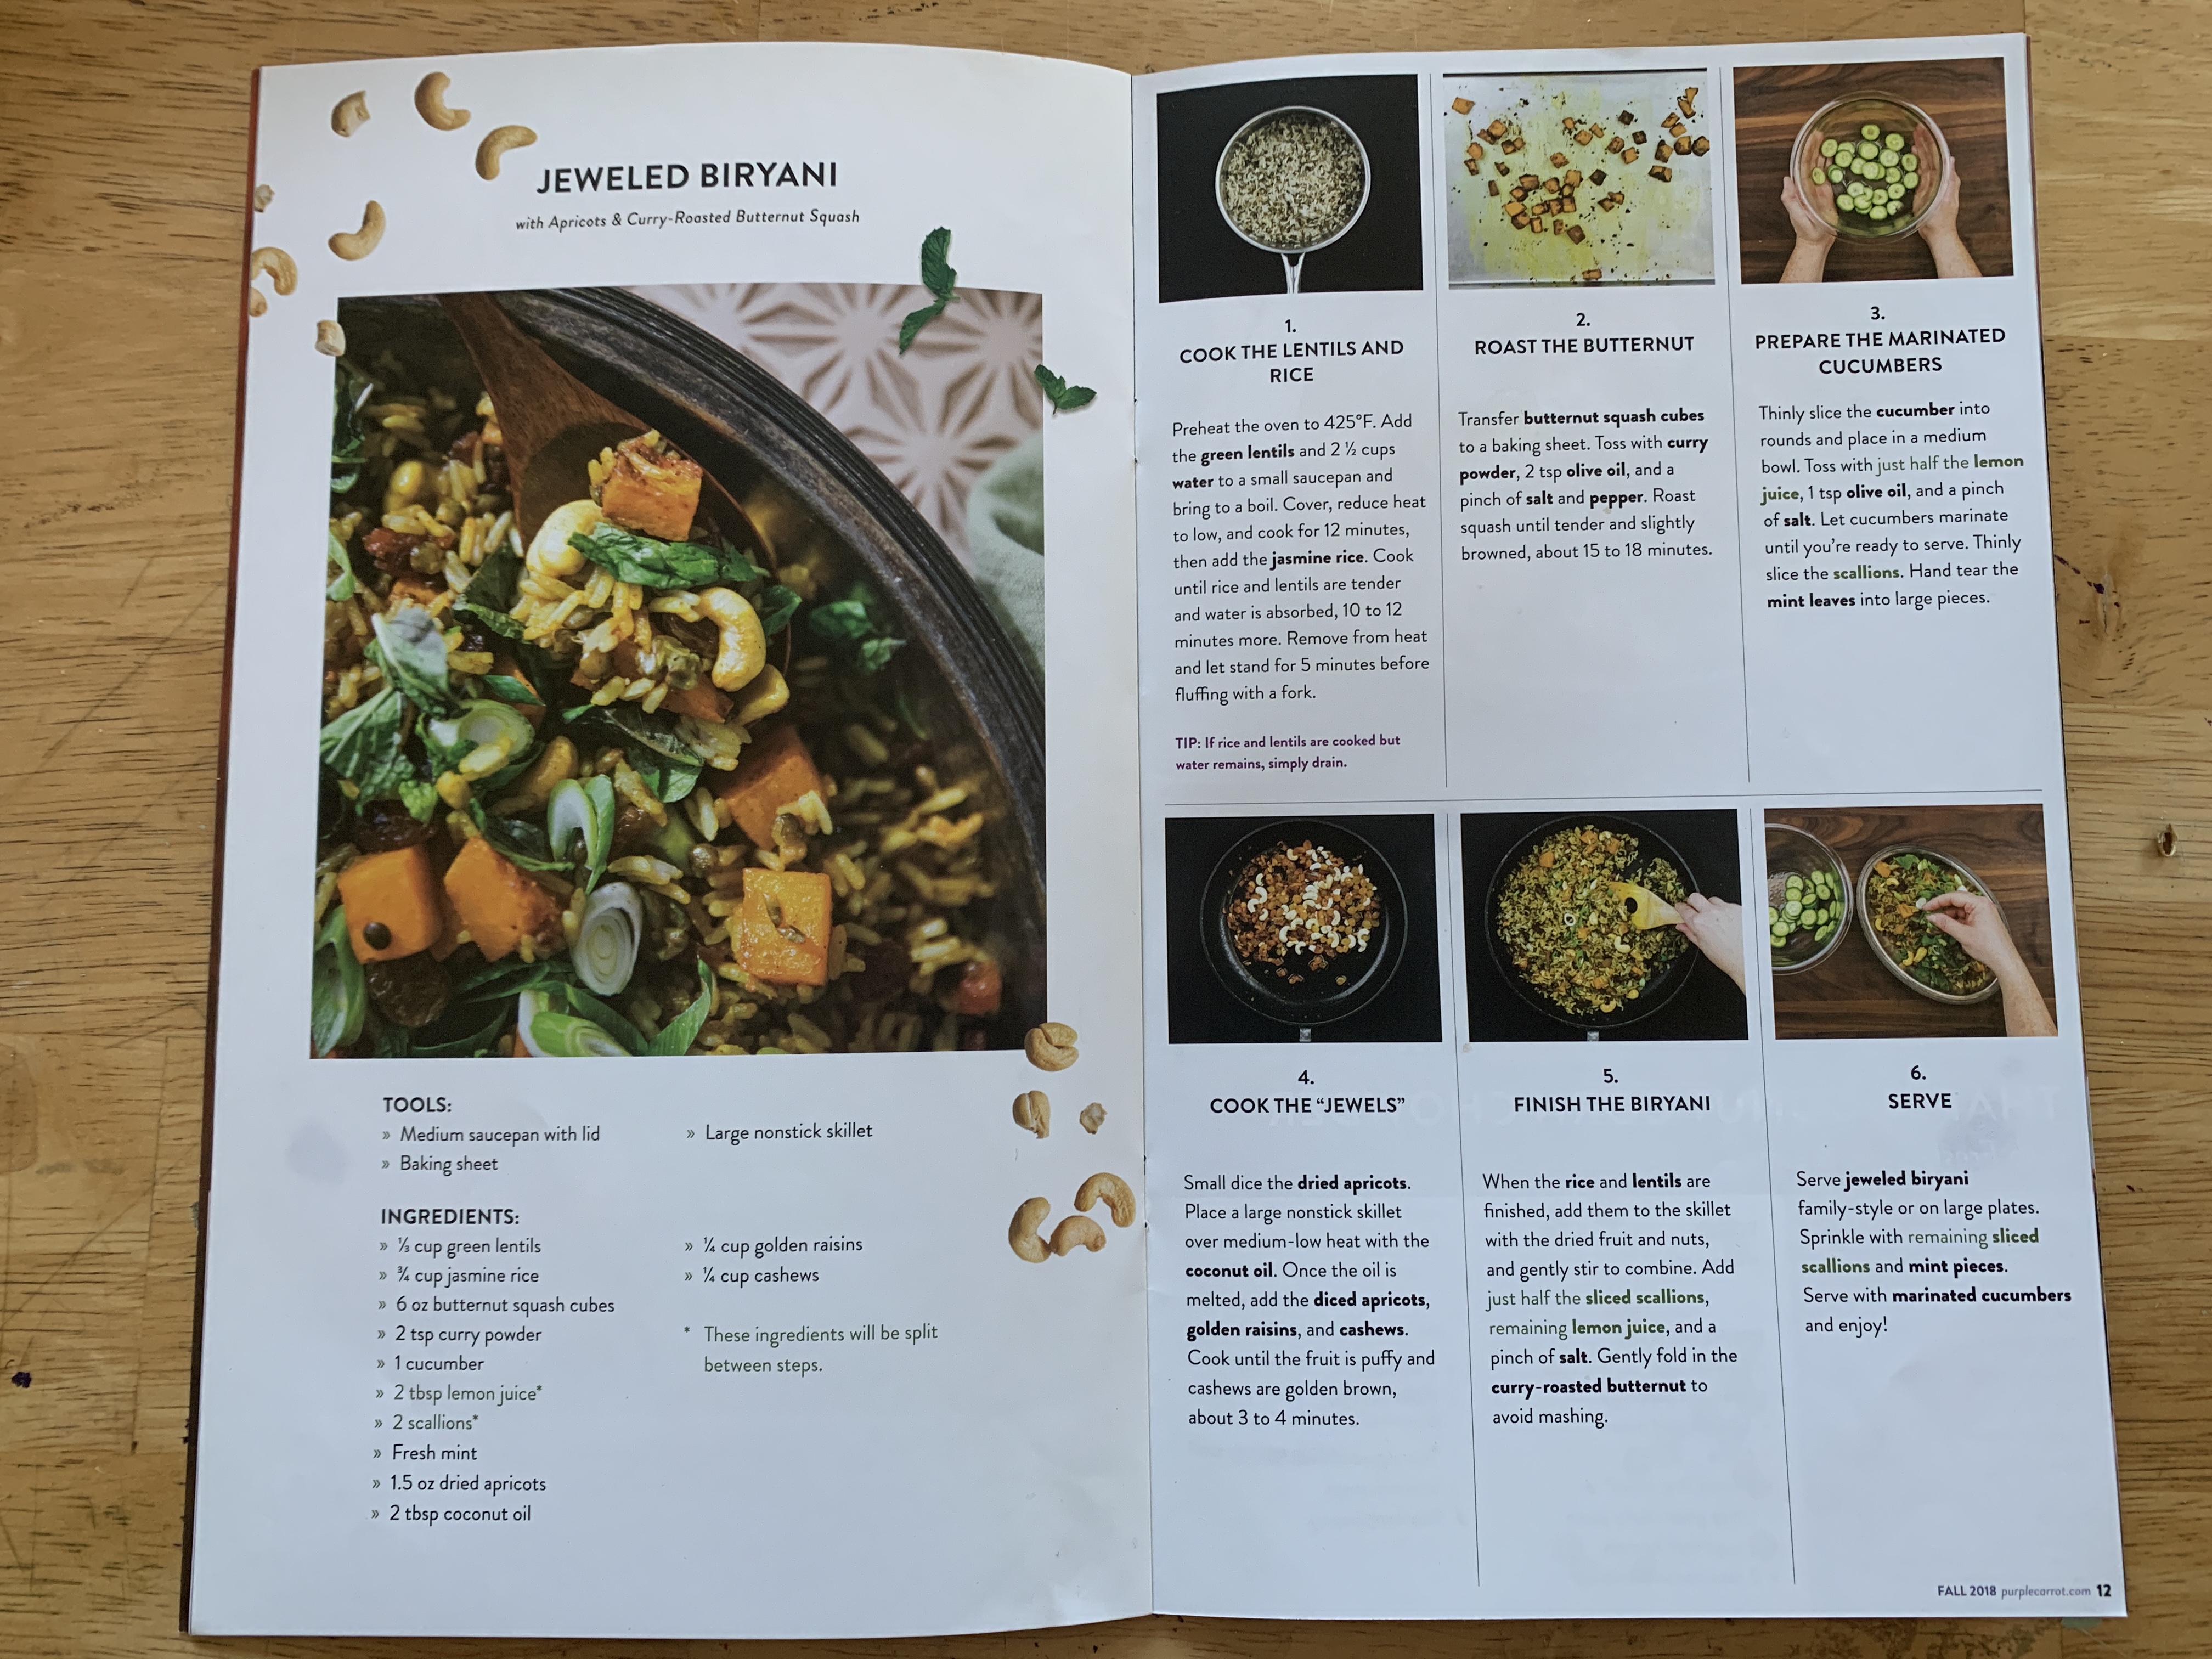 JEWELED BIRYANI
with Apricots & Curry-Roasted Butternut Squash
TOOLS:
» Medium saucepan with lid
» Baking sheet
» Large nonstick skillet
INGREDIENTS:
» ⅓ cup green lentils
» ¾ cup jasmine rice
» 6 oz butternut squash cubes
» 2 tsp curry powder
» 1 cucumber
» 2 tbsp lemon juice*
» 2 scallions*
» Fresh mint
» 1.5 oz dried apricots
» 2 tbsp coconut oil
» ¼ cup golden raisins
» ¼ cup cashews
* These ingredients will be split
between steps.
1.
COOK THE LENTILS AND
RICE
Preheat the oven to 425°F. Add
the green lentils and 2 ½ cups
water to a small saucepan and
bring to a boil. Cover, reduce heat
to low, and cook for 12 minutes,
then add the jasmine rice. Cook
until rice and lentils are tender
and water is absorbed, 10 to 12
minutes more. Remove from heat
and let stand for 5 minutes before
fluffing with a fork.
TIP: If rice and lentils are cooked but
water remains, simply drain.
2.
ROAST THE BUTTERNUT
Transfer butternut squash cubes
to a baking sheet. Toss with curry
powder, 2 tsp olive oil, and a
pinch of salt and pepper. Roast
squash until tender and slightly
browned, about 15 to 18 minutes.
3.
PREPARE THE MARINATED
CUCUMBERS
Thinly slice the cucumber into
rounds and place in a medium
bowl. Toss with just half the lemon
juice, 1 tsp olive oil, and a pinch
of salt. Let cucumbers marinate
until you're ready to serve. Thinly
slice the scallions. Hand tear the
mint leaves into large pieces.
4.
COOK THE “JEWELS”
Small dice the dried apricots.
Place a large nonstick skillet
over medium-low heat with the
coconut oil. Once the oil is
melted, add the diced apricots,
golden raisins, and cashews.
Cook until the fruit is puffy and
cashews are golden brown,
about 3 to 4 minutes.
5.
FINISH THE BIRYANI
When the rice and lentils are
finished, add them to the skillet
with the dried fruit and nuts,
and gently stir to combine. Add
just half the sliced scallions,
remaining lemon juice, and a
pinch of salt. Gently fold in the
curry-roasted butternut to
avoid mashing.
6.
SERVE
Serve jeweled biryani
family-style or on large plates.
Sprinkle with remaining sliced
scallions and mint pieces.
Serve with marinated cucumbers
and enjoy!
FALL 2018 purplecarrot.com 12